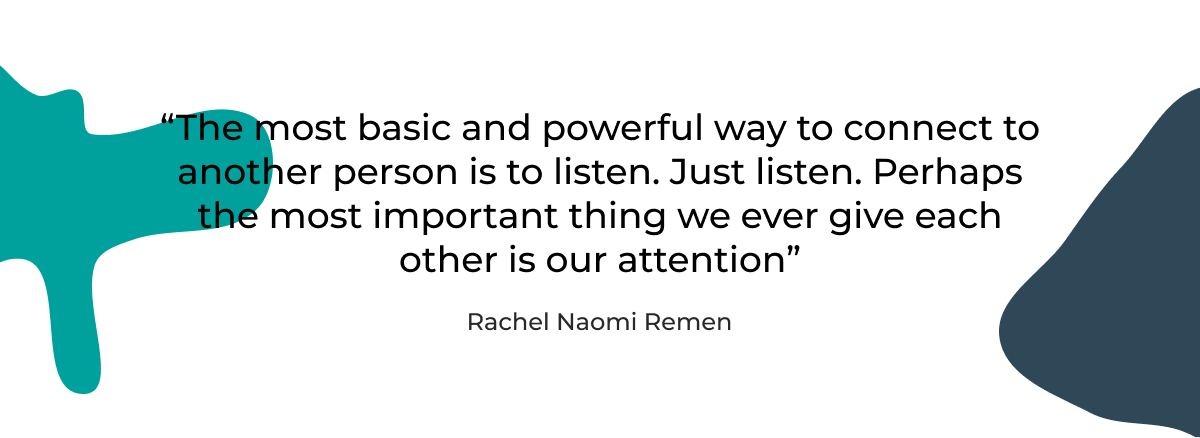 “The most basic and powerful way to connect to
another person is to listen. Just listen. Perhaps
the most important thing we ever give each
other is our attention”
Rachel Naomi Remen